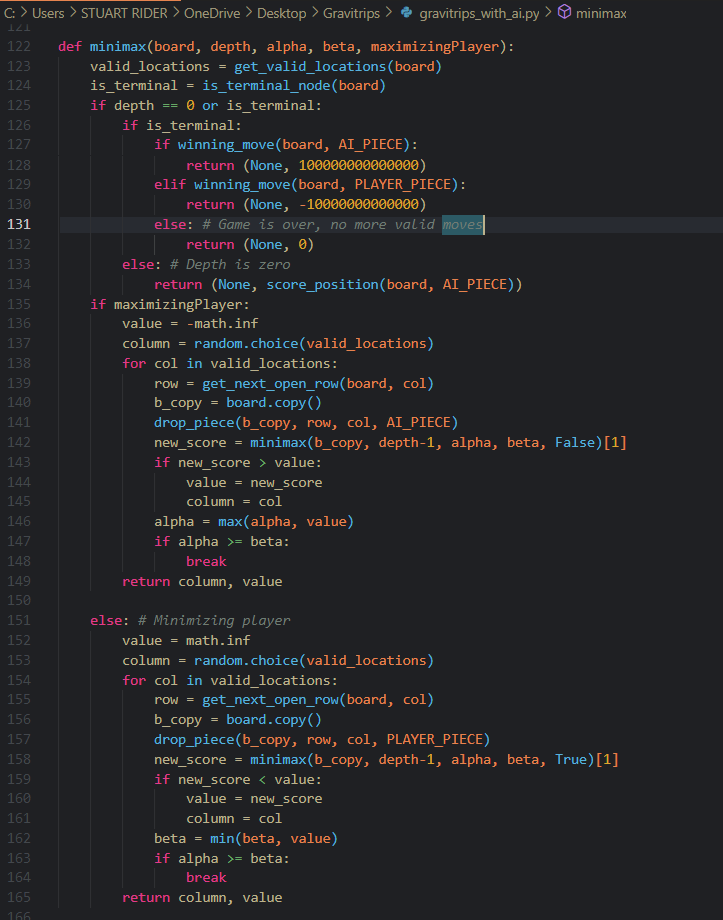 C: > Users > STUART RIDER > OneDrive > Desktop > Gravitrips > gravitrips_with_ai.py > minimax
121
122 def minimax(board, depth, alpha, beta, maximizingPlayer):
123     valid_locations = get_valid_locations(board)
124     is_terminal = is_terminal_node(board)
125     if depth == 0 or is_terminal:
126         if is_terminal:
127             if winning_move(board, AI_PIECE):
128                 return (None, 100000000000000)
129             elif winning_move(board, PLAYER_PIECE):
130                 return (None, -10000000000000)
131             else: # Game is over, no more valid moves
132                 return (None, 0)
133         else: # Depth is zero
134             return (None, score_position(board, AI_PIECE))
135     if maximizingPlayer:
136         value = -math.inf
137         column = random.choice(valid_locations)
138         for col in valid_locations:
139             row = get_next_open_row(board, col)
140             b_copy = board.copy()
141             drop_piece(b_copy, row, col, AI_PIECE)
142             new_score = minimax(b_copy, depth-1, alpha, beta, False)[1]
143             if new_score > value:
144                 value = new_score
145                 column = col
146             alpha = max(alpha, value)
147             if alpha >= beta:
148                 break
149         return column, value
150
151     else: # Minimizing player
152         value = math.inf
153         column = random.choice(valid_locations)
154         for col in valid_locations:
155             row = get_next_open_row(board, col)
156             b_copy = board.copy()
157             drop_piece(b_copy, row, col, PLAYER_PIECE)
158             new_score = minimax(b_copy, depth-1, alpha, beta, True)[1]
159             if new_score < value:
160                 value = new_score
161                 column = col
162             beta = min(beta, value)
163             if alpha >= beta:
164                 break
165         return column, value
166